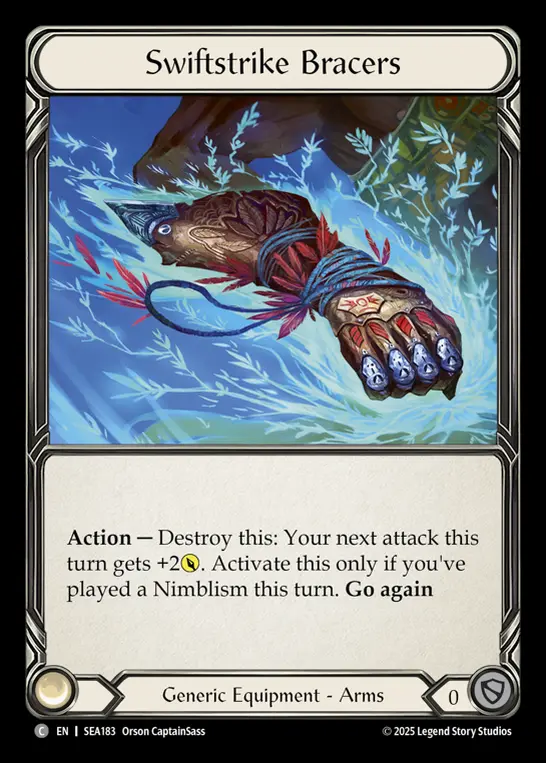 Swiftstrike Bracers
Action — Destroy this: Your next attack this
turn gets +2. Activate this only if you've
played a Nimblism this turn. Go again
Generic Equipment - Arms
0
C EN | SEA183 Orson CaptainSass
© 2025 Legend Story Studios